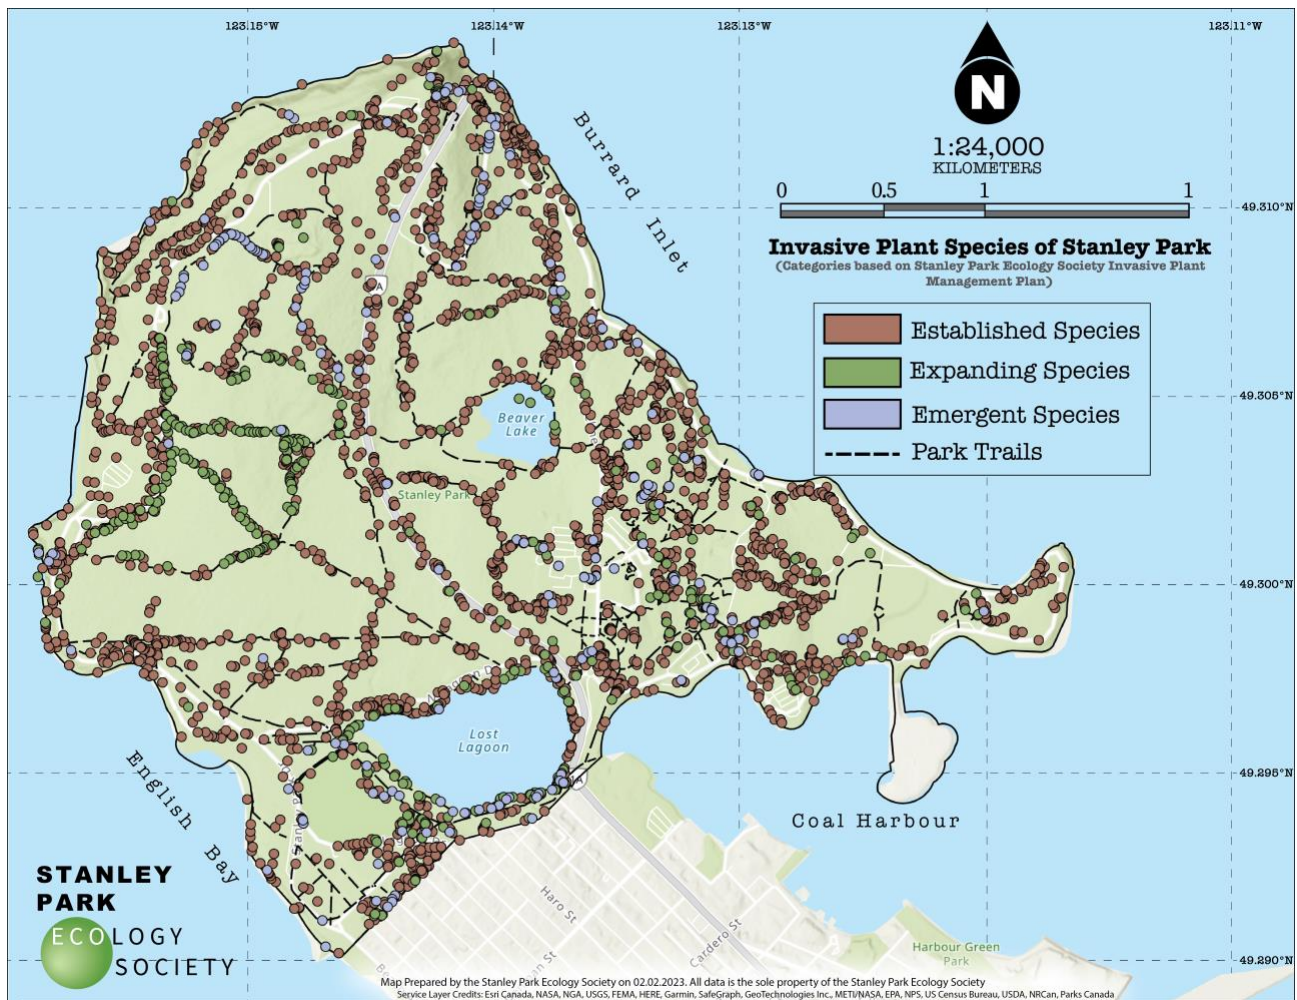 123.15°W
123.14°W
123.13°W
123.11°W
N
1:24,000
KILOMETERS
0 0.5 1 1
49.310°N
Invasive Plant Species of Stanley Park
(Categories based on Stanley Park Ecology Society Invasive Plant
Management Plan)
Established Species
Expanding Species
Emergent Species
Park Trails
Burrard Inlet
A
49.305°N
Beaver
Lake
Stanley Park
49.300°N
Lost
Lagoon
A
49.295°N
English Bay
Coal Harbour
Haro St
Cardero St
Harbour Green
Park
49.290°N
STANLEY
PARK
ECOLOGY
SOCIETY
Map Prepared by the Stanley Park Ecology Society on 02.02.2023. All data is the sole property of the Stanley Park Ecology Society
Service Layer Credits: Esri Canada, NASA, NGA, USGS, FEMA, HERE, Garmin, SafeGraph, GeoTechnologies Inc., METI/NASA, EPA, NPS, US Census Bureau, USDA, NRCan, Parks Canada